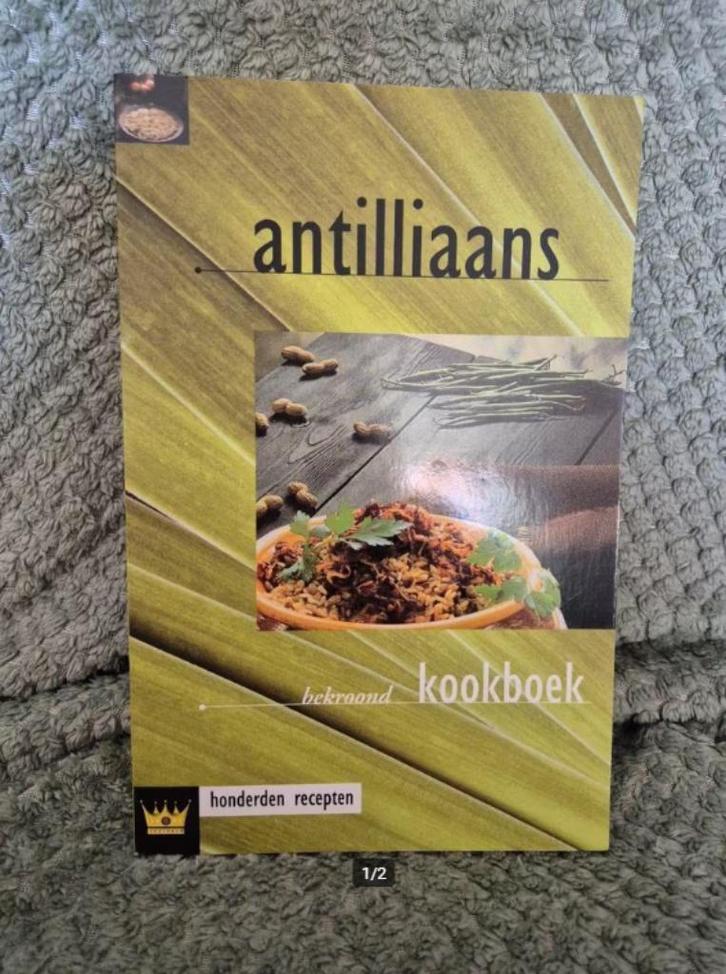 antilliaans
bekroond kookboek
honderden recepten
1/2